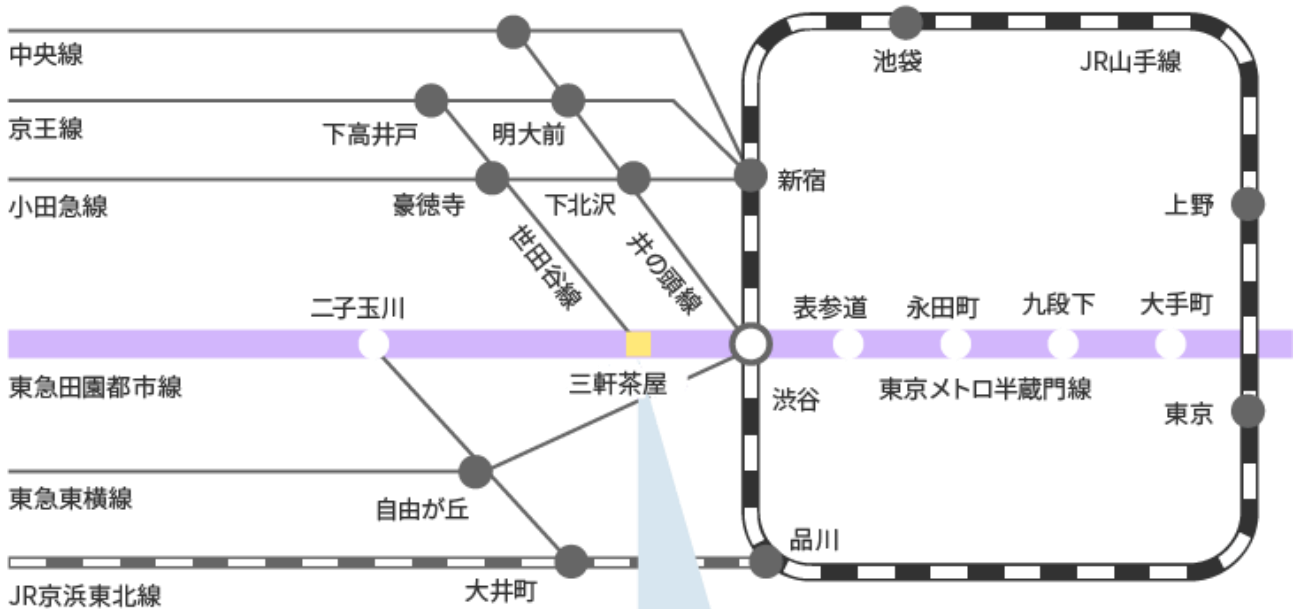 中央線
池袋
JR山手線
京王線
下高井戸
明大前
新宿
小田急線
豪徳寺
下北沢
上野
世田谷線
井の頭線
二子玉川
表参道
永田町
九段下
大手町
東急田園都市線
三軒茶屋
渋谷
東京メトロ半蔵門線
東京
東急東横線
自由が丘
品川
JR京浜東北線
大井町